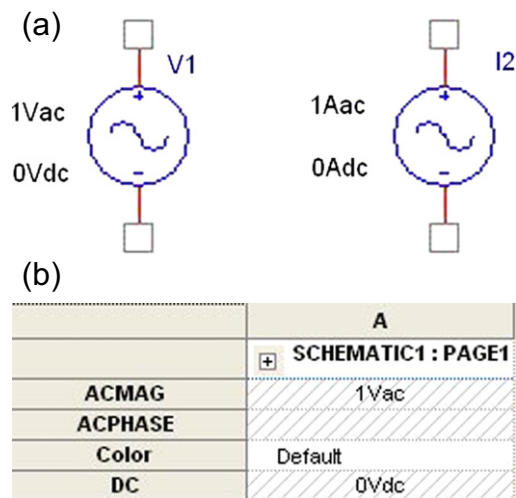 (a)
V1
I2
1Vac
1Aac
0Vdc
0Adc
(b)
A
SCHEMATIC1 : PAGE1
ACMAG 1Vac
ACPHASE
Color Default
DC 0Vdc